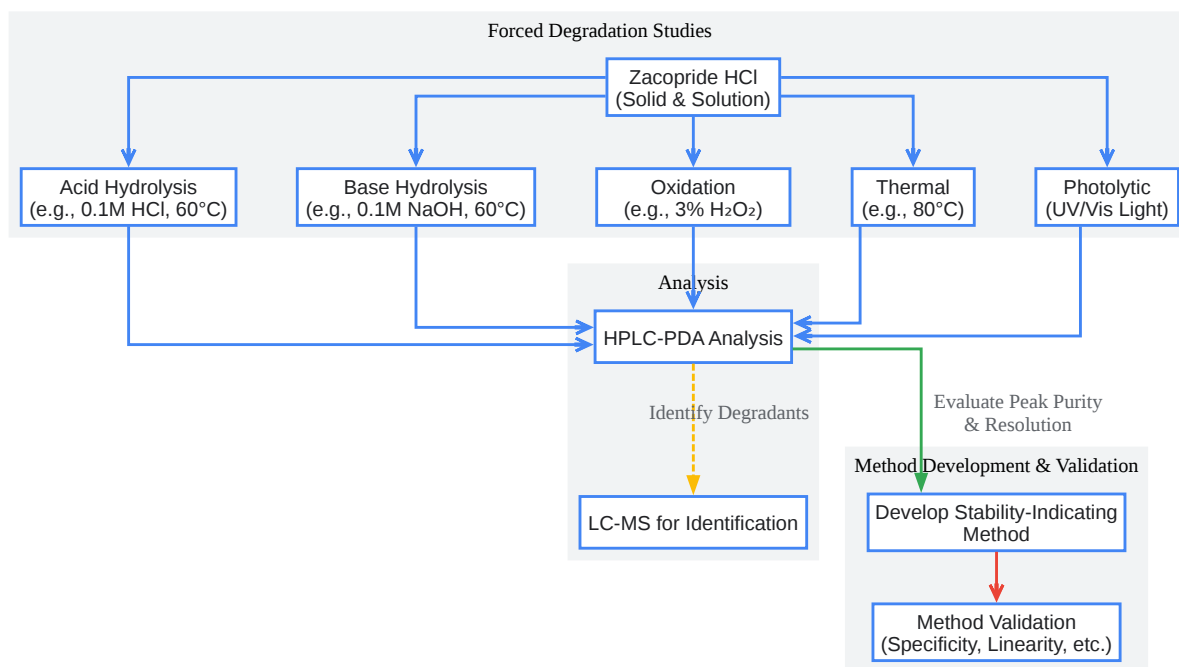 Forced Degradation Studies
Zacopride HCl
(Solid & Solution)
Acid Hydrolysis
(e.g., 0.1M HCl, 60°C)
Base Hydrolysis
(e.g., 0.1M NaOH, 60°C)
Oxidation
(e.g., 3% H₂O₂)
Thermal
(e.g., 80°C)
Photolytic
(UV/Vis Light)
Analysis
HPLC-PDA Analysis
Identify Degradants
Evaluate Peak Purity
& Resolution
LC-MS for Identification
Method Development & Validation
Develop Stability-Indicating
Method
Method Validation
(Specificity, Linearity, etc.)